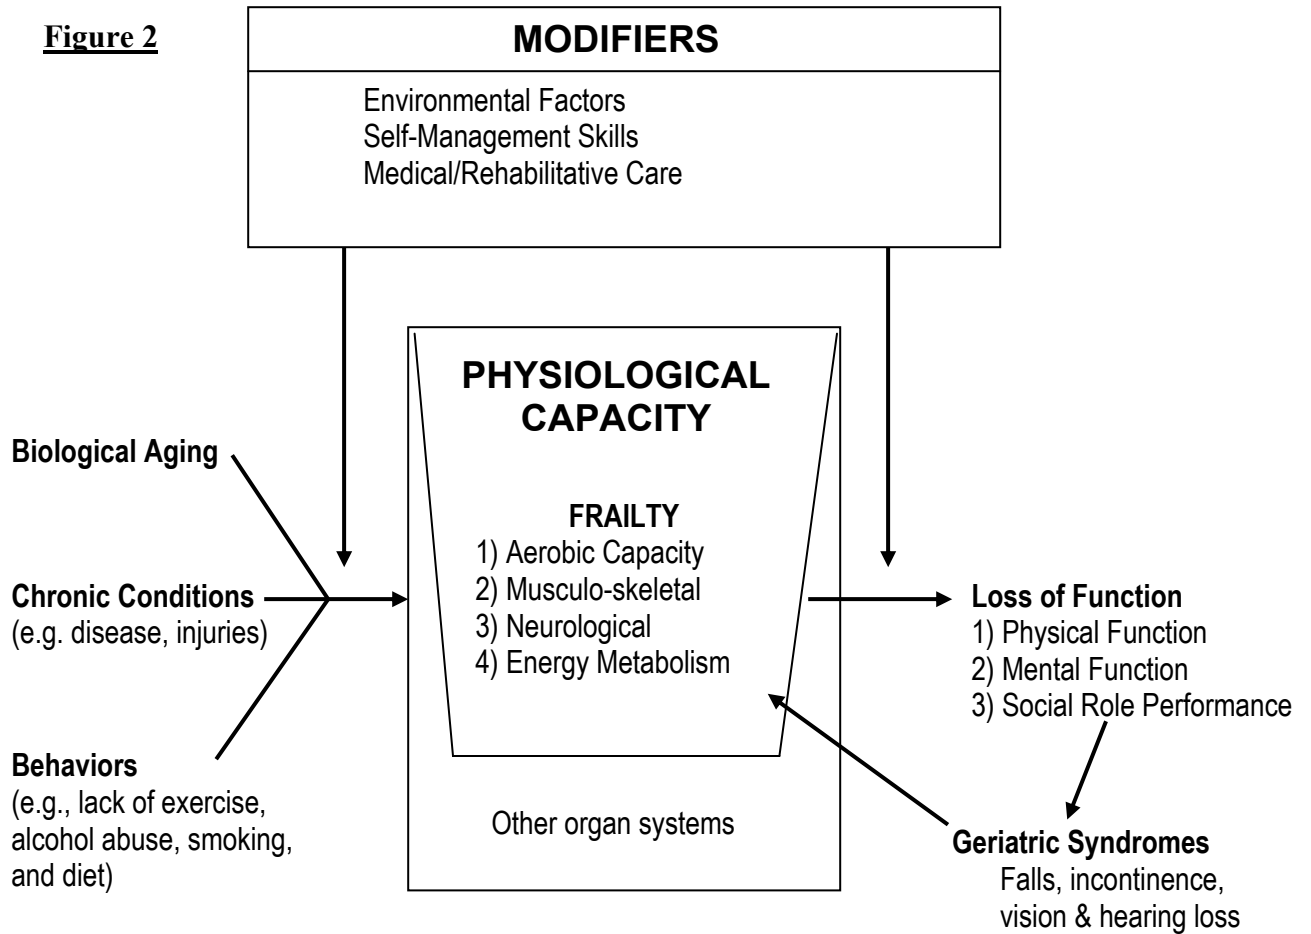 Figure 2
MODIFIERS
Environmental Factors
Self-Management Skills
Medical/Rehabilitative Care
PHYSIOLOGICAL
CAPACITY
FRAILTY
1) Aerobic Capacity
2) Musculo-skeletal
3) Neurological
4) Energy Metabolism
Other organ systems
Biological Aging
Chronic Conditions
(e.g. disease, injuries)
Behaviors
(e.g., lack of exercise,
alcohol abuse, smoking,
and diet)
Loss of Function
1) Physical Function
2) Mental Function
3) Social Role Performance
Geriatric Syndromes
Falls, incontinence,
vision & hearing loss